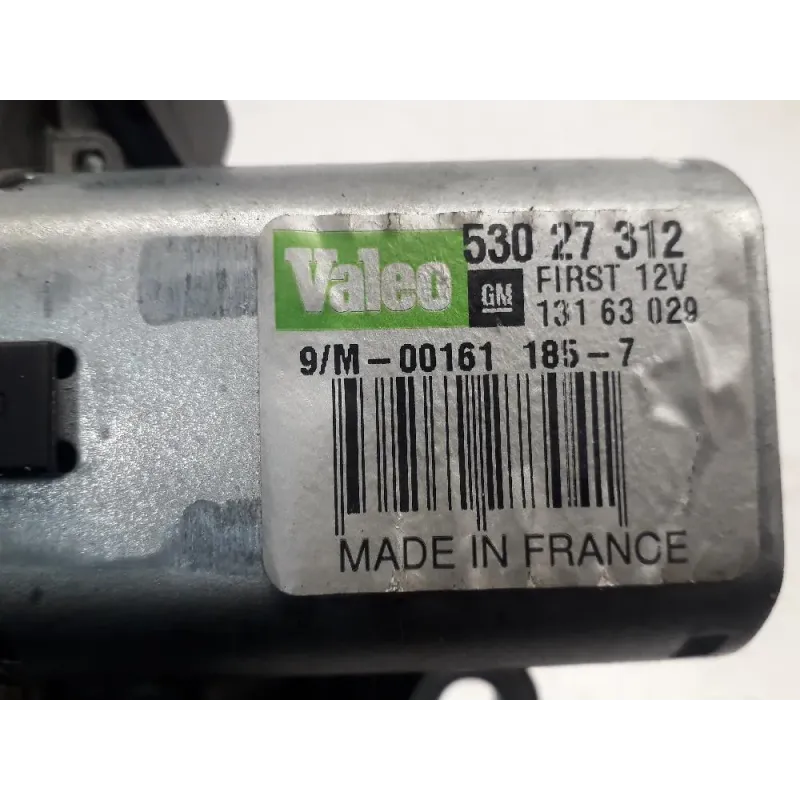 Valeo 530 27 312
GM FIRST 12V
131 63 029
9/M-00161 185-7
MADE IN FRANCE